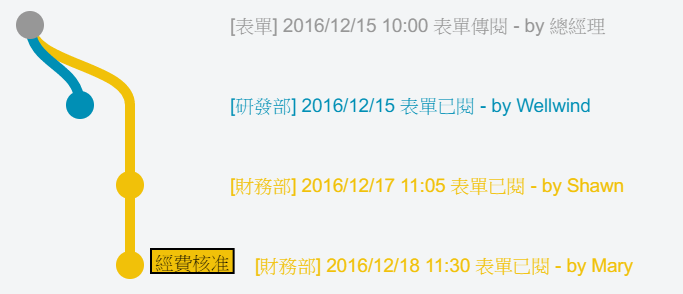 [表單] 2016/12/15 10:00 表單傳閱 - by 總經理
[研發部] 2016/12/15 表單已閱 - by Wellwind
[財務部] 2016/12/17 11:05 表單已閱 - by Shawn
經費核准 [財務部] 2016/12/18 11:30 表單已閱 - by Mary